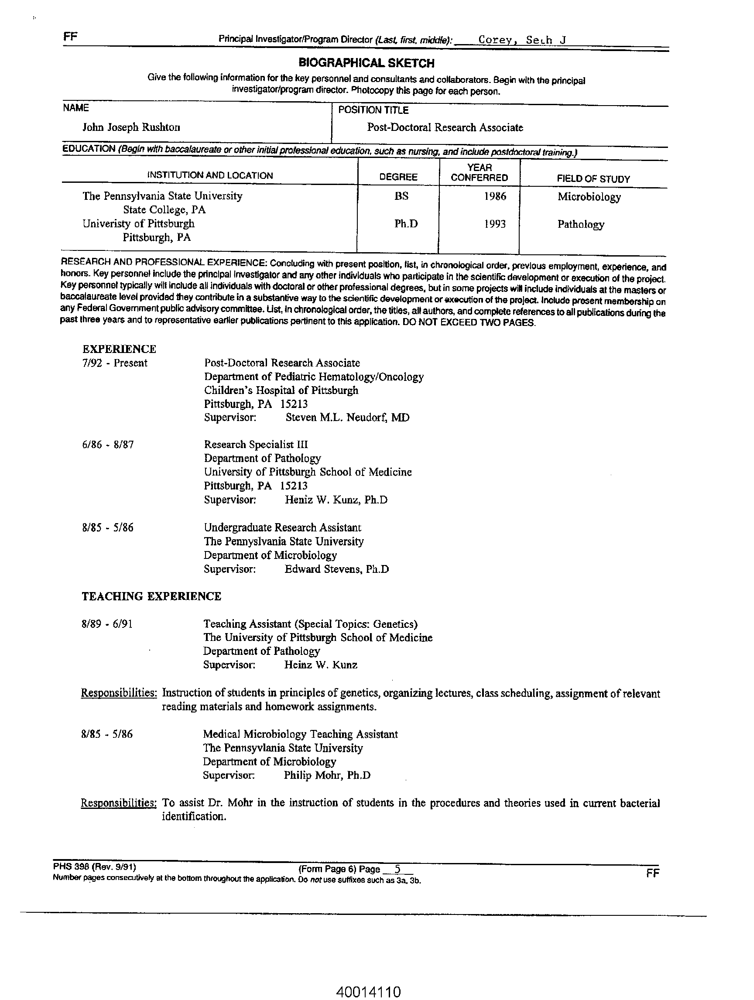 FF
Principal Investigator/Program Director (Last, first, middle): Corey, Seth J
BIOGRAPHICAL SKETCH
Give the following information for the key personnel and consultants and collaborators. Begin with the principal
investigator/program director. Photocopy this page for each person.
NAME
POSITION TITLE
John Joseph Rushton
Post-Doctoral Research Associate
EDUCATION (Begin with baccalaureate or other initial professional education, such as nursing, and include postdoctoral training.)
INSTITUTION AND LOCATION
DEGREE
YEAR
CONFERRED
FIELD OF STUDY
The Pennsylvania State University BS 1986 Microbiology
State College, PA
Univeristy of Pittsburgh Ph.D 1993 Pathology
Pittsburgh, PA
RESEARCH AND PROFESSIONAL EXPERIENCE: Concluding with present position, list, in chronological order, previous employment, experience, and
honors. Key personnel include the principal investigator and any other individuals who participate in the scientific development or execution of the project.
Key personnel typically will include all individuals with doctoral or other professional degrees, but in some projects will include individuals at the masters or
baccalaureate level provided they contribute in a substantive way to the scientific development or execution of the project. Include present membership on
any Federal Government public advisory committee. List, in chronological order, the titles, all authors, and complete references to all publications during the
past three years and to representative earlier publications pertinent to this application. DO NOT EXCEED TWO PAGES.
EXPERIENCE
7/92 - Present Post-Doctoral Research Associate
Department of Pediatric Hematology/Oncology
Children's Hospital of Pittsburgh
Pittsburgh, PA 15213
Supervisor: Steven M.L. Neudorf, MD
6/86 - 8/87 Research Specialist III
Department of Pathology
University of Pittsburgh School of Medicine
Pittsburgh, PA 15213
Supervisor: Heniz W. Kunz, Ph.D
8/85 - 5/86 Undergraduate Research Assistant
The Pennyslvania State University
Department of Microbiology
Supervisor: Edward Stevens, Ph.D
TEACHING EXPERIENCE
8/89 - 6/91 Teaching Assistant (Special Topics: Genetics)
The University of Pittsburgh School of Medicine
Department of Pathology
Supervisor: Heinz W. Kunz
Responsibilities: Instruction of students in principles of genetics, organizing lectures, class scheduling, assignment of relevant
reading materials and homework assignments.
8/85 - 5/86 Medical Microbiology Teaching Assistant
The Pennsyvlania State University
Department of Microbiology
Supervisor: Philip Mohr, Ph.D
Responsibilities: To assist Dr. Mohr in the instruction of students in the procedures and theories used in current bacterial
identification.
PHS 398 (Rev. 9/91) (Form Page 6) Page 5 FF
Number pages consecutively at the bottom throughout the application. Do not use suffixes such as 3a, 3b.
40014110